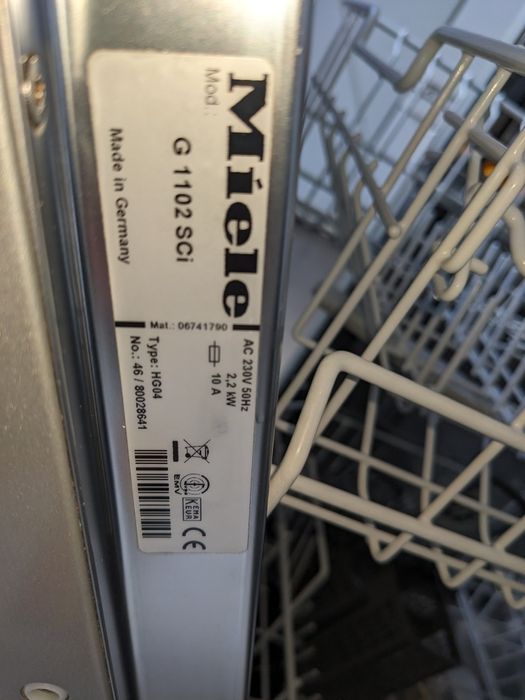 Miele
Mod.:
G 1102 SCi
Made in Germany
Mat.: 06741790
AC 230V 50Hz
2,2 kW
10 A
Type: HG04
No.: 46 / 80028641
EMV
KEMA
KEUR
CE